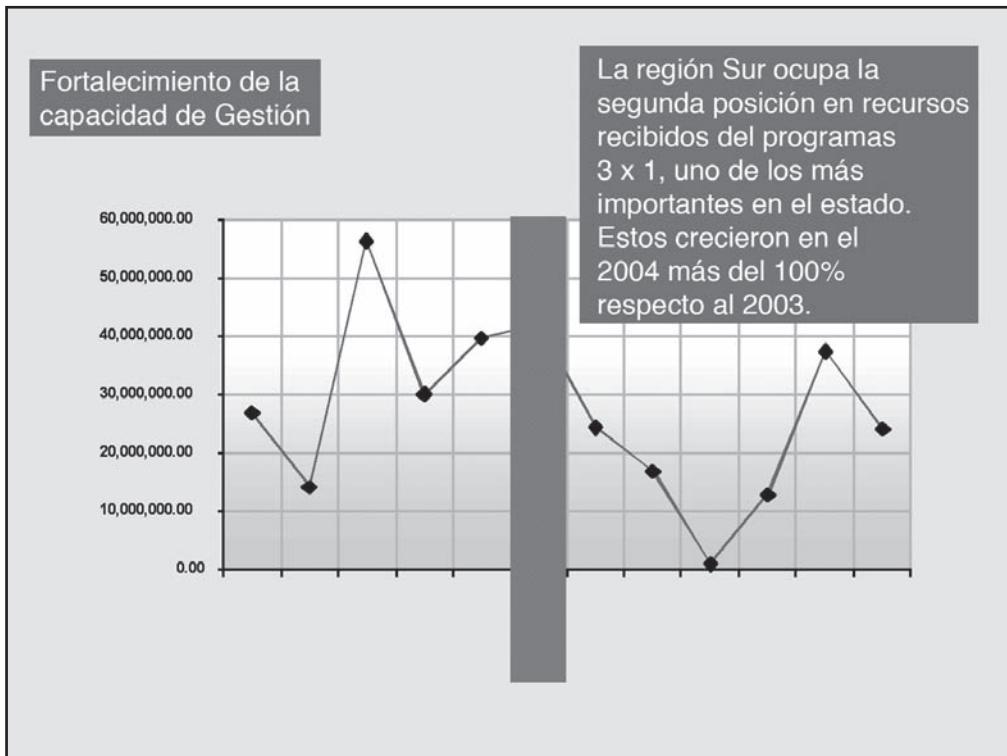 Fortalecimiento de la
capacidad de Gestión
La región Sur ocupa la
segunda posición en recursos
recibidos del programas
3 x 1, uno de los más
importantes en el estado.
Estos crecieron en el
2004 más del 100%
respecto al 2003.
60,000,000.00
50,000,000.00
40,000,000.00
30,000,000.00
20,000,000.00
10,000,000.00
0.00